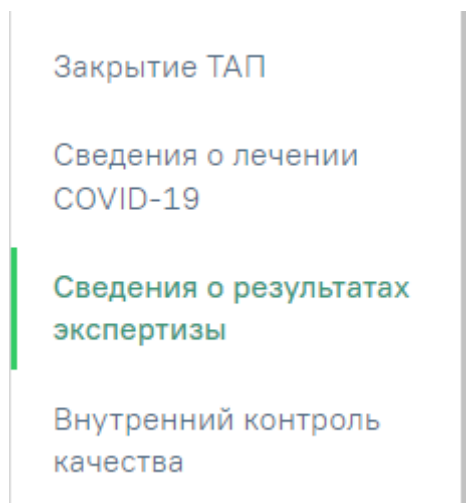 Закрытие ТАП
Сведения о лечении
COVID-19
Сведения о результатах
экспертизы
Внутренний контроль
качества